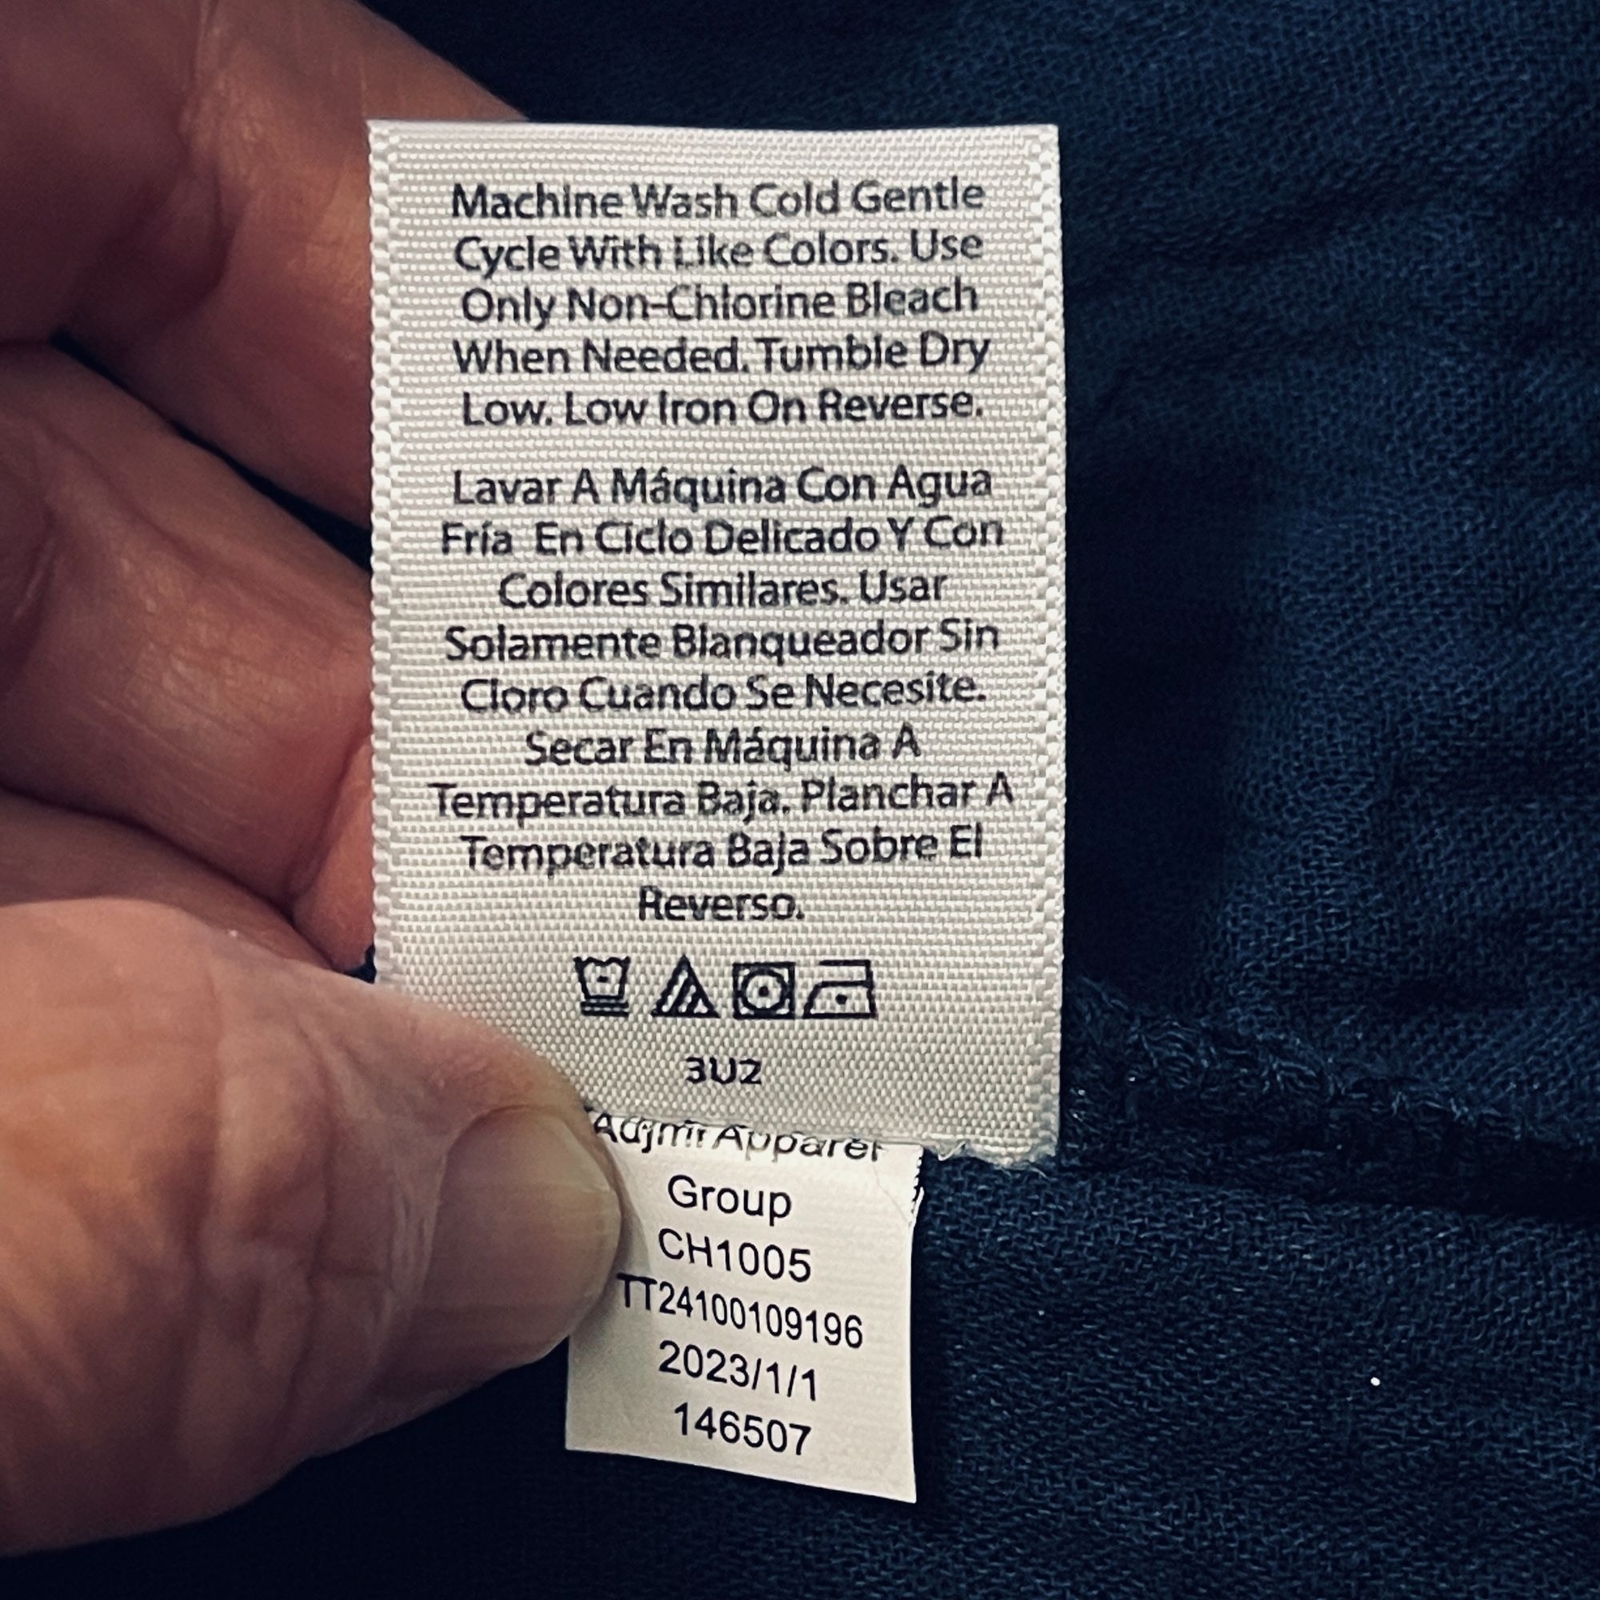 Machine Wash Cold Gentle
Cycle With Like Colors. Use
Only Non-Chlorine Bleach
When Needed. Tumble Dry
Low. Low Iron On Reverse.
Lavar A Máquina Con Agua
Fría En Ciclo Delicado Y Con
Colores Similares. Usar
Solamente Blanqueador Sin
Cloro Cuando Se Necesite.
Secar En Máquina A
Temperatura Baja. Planchar A
Temperatura Baja Sobre El
Reverso.
3U2
Adjmi Apparel
Group
CH1005
TT24100109196
2023/1/1
146507